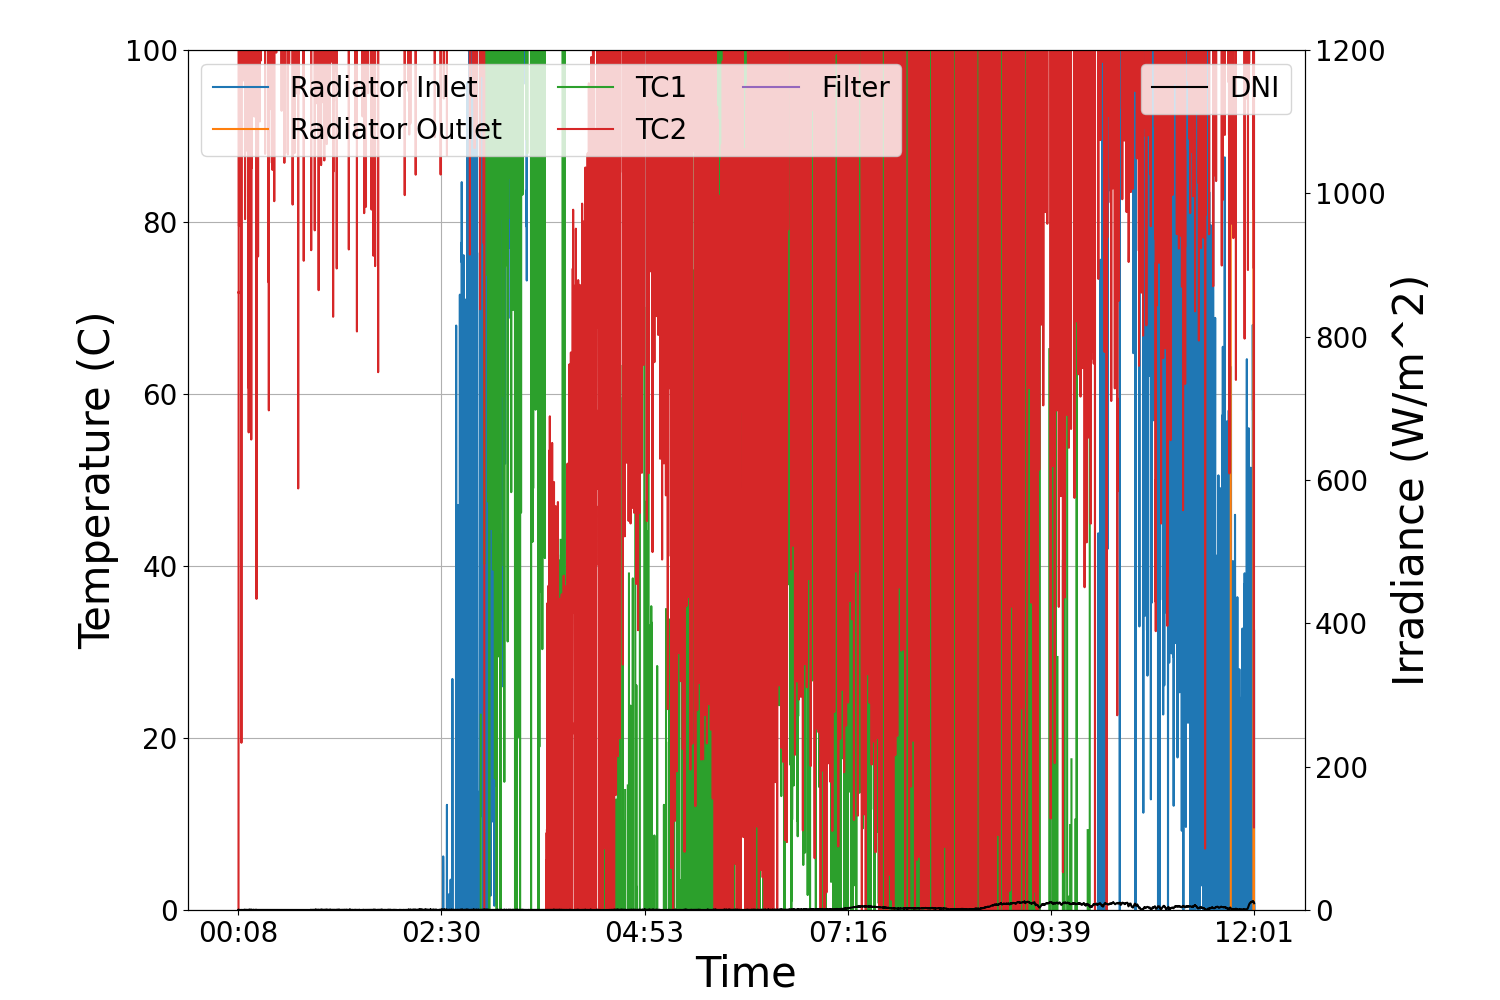 100
80
60
40
20
0
Temperature (C)
Radiator Inlet
Radiator Outlet
TC1
TC2
Filter
DNI
1200
1000
800
600
400
200
0
Irradiance (W/m^2)
00:08 02:30 04:53 07:16 09:39 12:01
Time